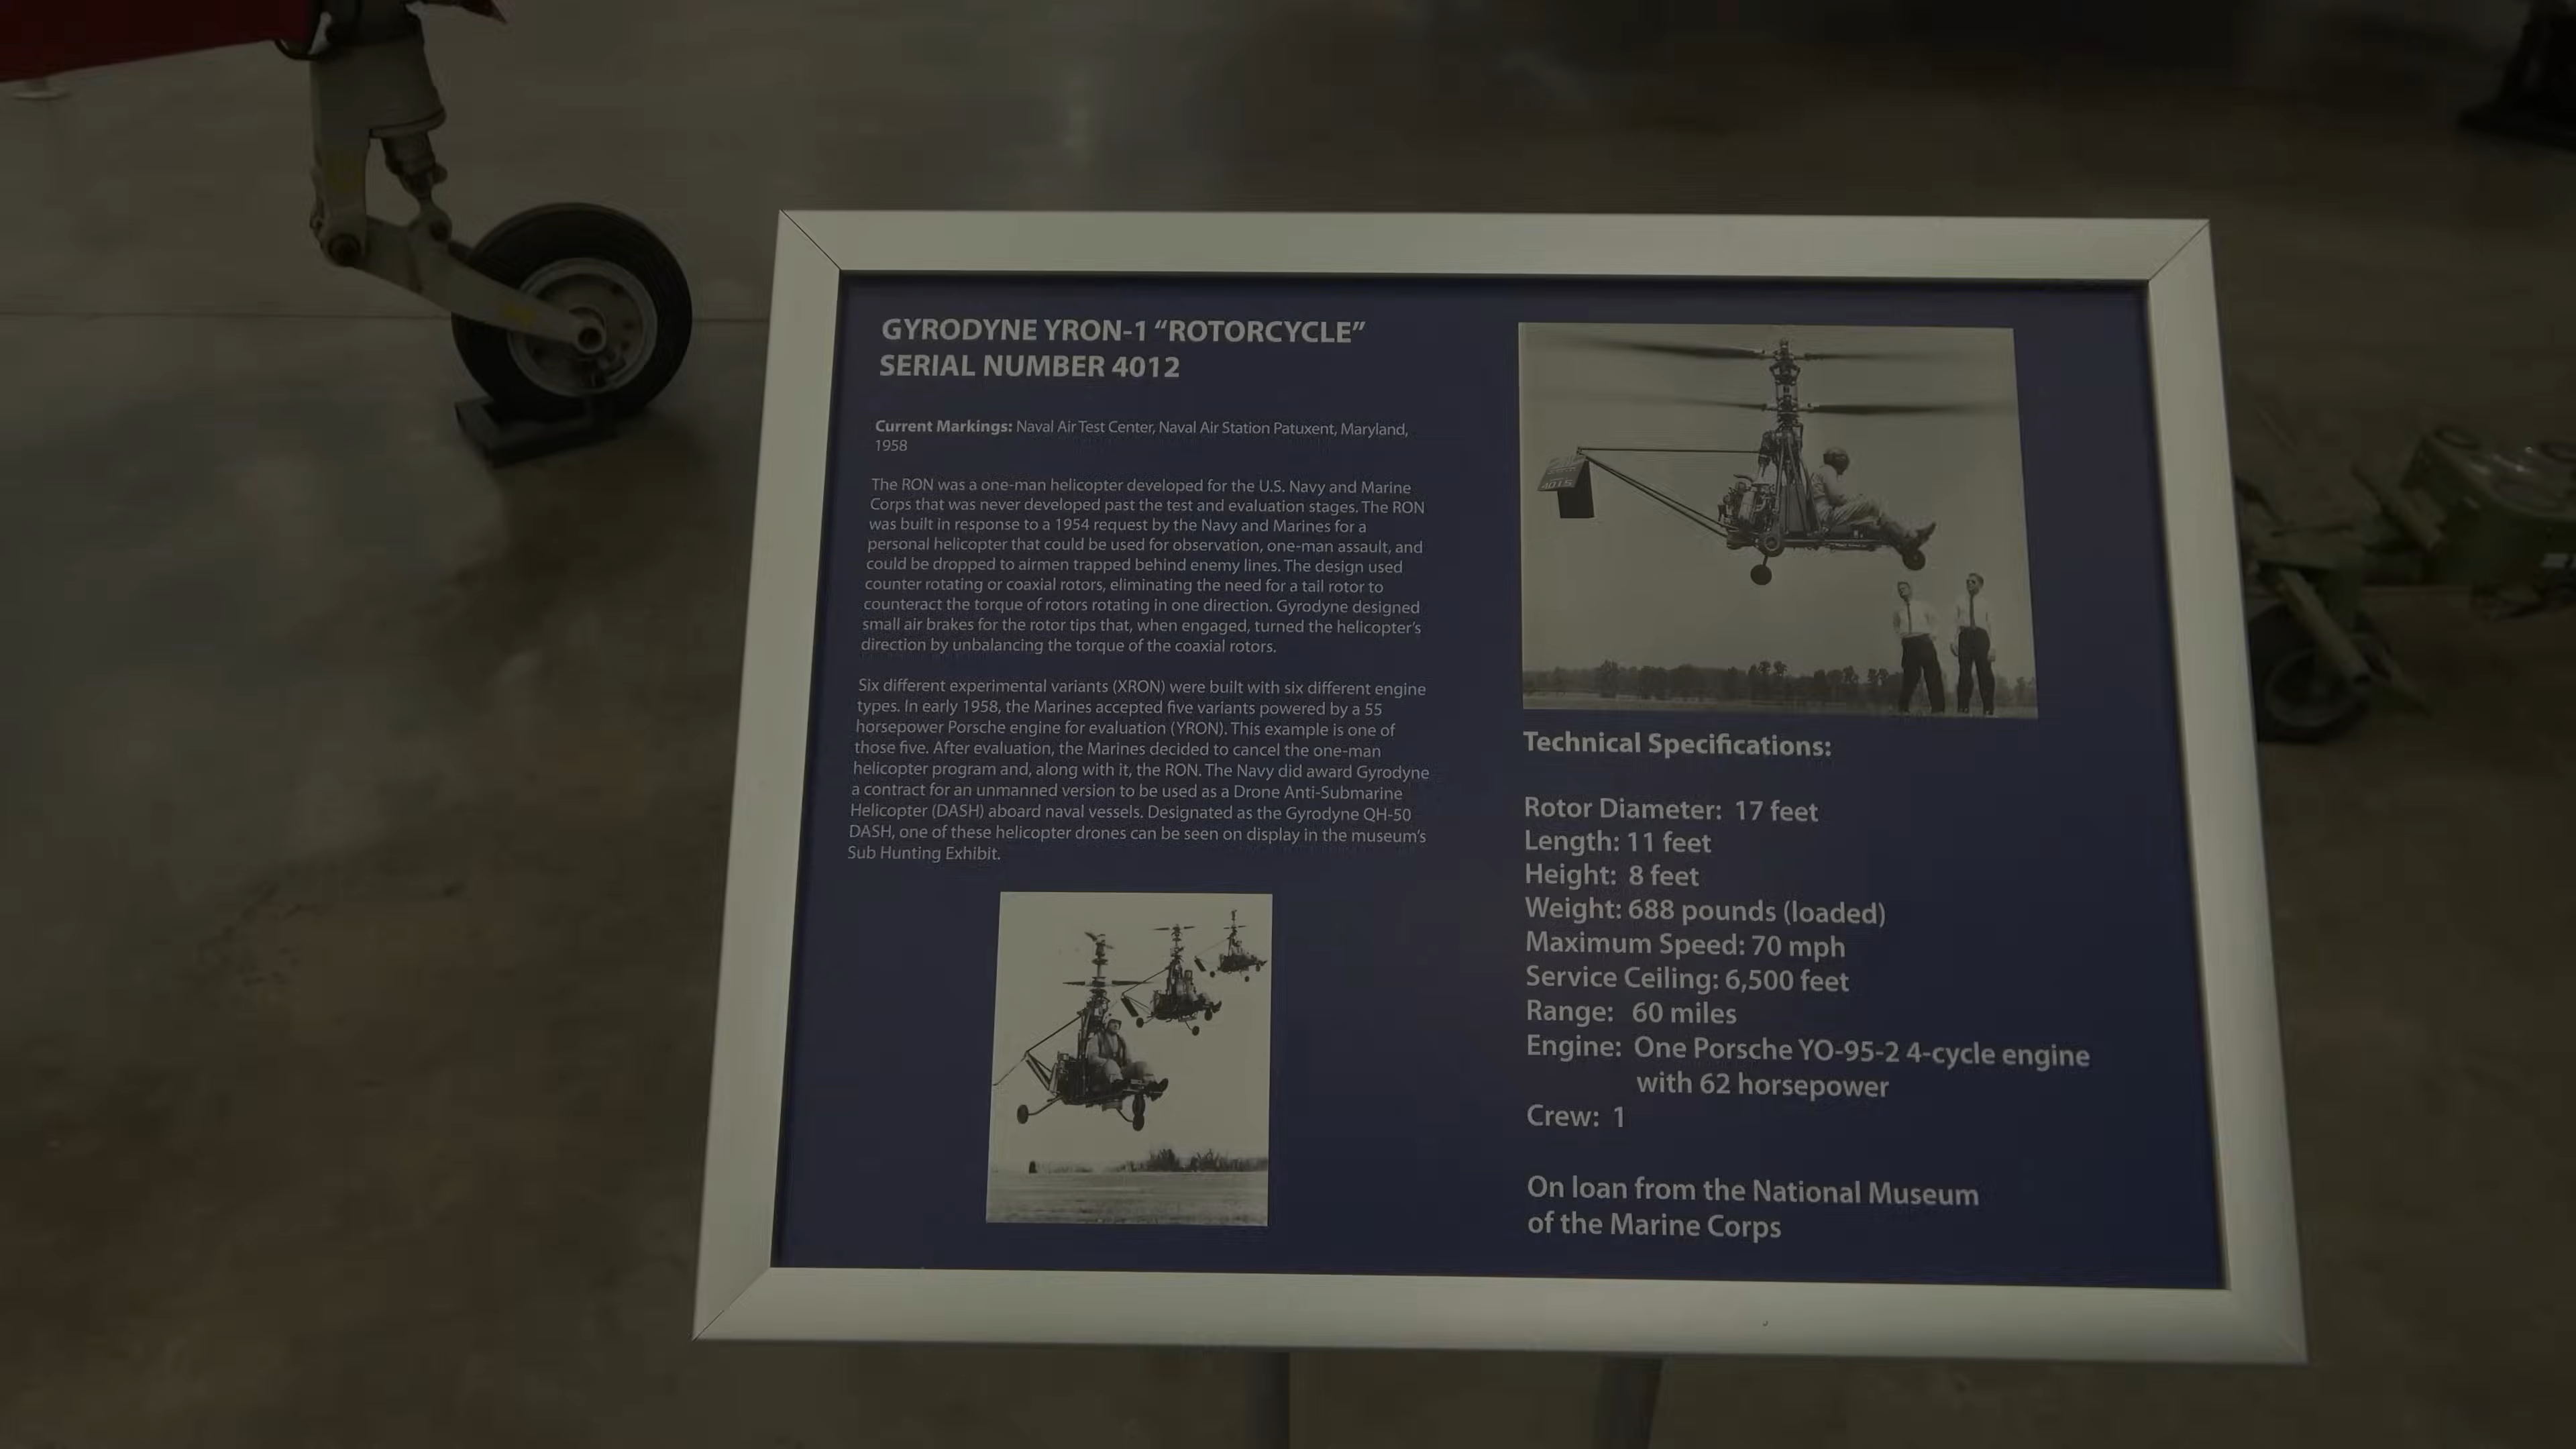 GYRODYNE YRON-1 “ROTORCYCLE”
SERIAL NUMBER 4012
Current Markings: Naval Air Test Center, Naval Air Station Patuxent, Maryland,
1958
The RON was a one-man helicopter developed for the U.S. Navy and Marine
Corps that was never developed past the test and evaluation stages. The RON
was built in response to a 1954 request by the Navy and Marines for a
personal helicopter that could be used for observation, one-man assault, and
could be dropped to airmen trapped behind enemy lines. The design used
counter rotating or coaxial rotors, eliminating the need for a tail rotor to
counteract the torque of rotors rotating in one direction. Gyrodyne designed
small air brakes for the rotor tips that, when engaged, turned the helicopter’s
direction by unbalancing the torque of the coaxial rotors.
Six different experimental variants (XRON) were built with six different engine
types. In early 1958, the Marines accepted five variants powered by a 55
horsepower Porsche engine for evaluation (YRON). This example is one of
those five. After evaluation, the Marines decided to cancel the one-man
helicopter program and, along with it, the RON. The Navy did award Gyrodyne
a contract for an unmanned version to be used as a Drone Anti-Submarine
Helicopter (DASH) aboard naval vessels. Designated as the Gyrodyne QH-50
DASH, one of these helicopter drones can be seen on display in the museum’s
Sub Hunting Exhibit.
Technical Specifications:
Rotor Diameter: 17 feet
Length: 11 feet
Height: 8 feet
Weight: 688 pounds (loaded)
Maximum Speed: 70 mph
Service Ceiling: 6,500 feet
Range: 60 miles
Engine: One Porsche YO-95-2 4-cycle engine
with 62 horsepower
Crew: 1
On loan from the National Museum
of the Marine Corps